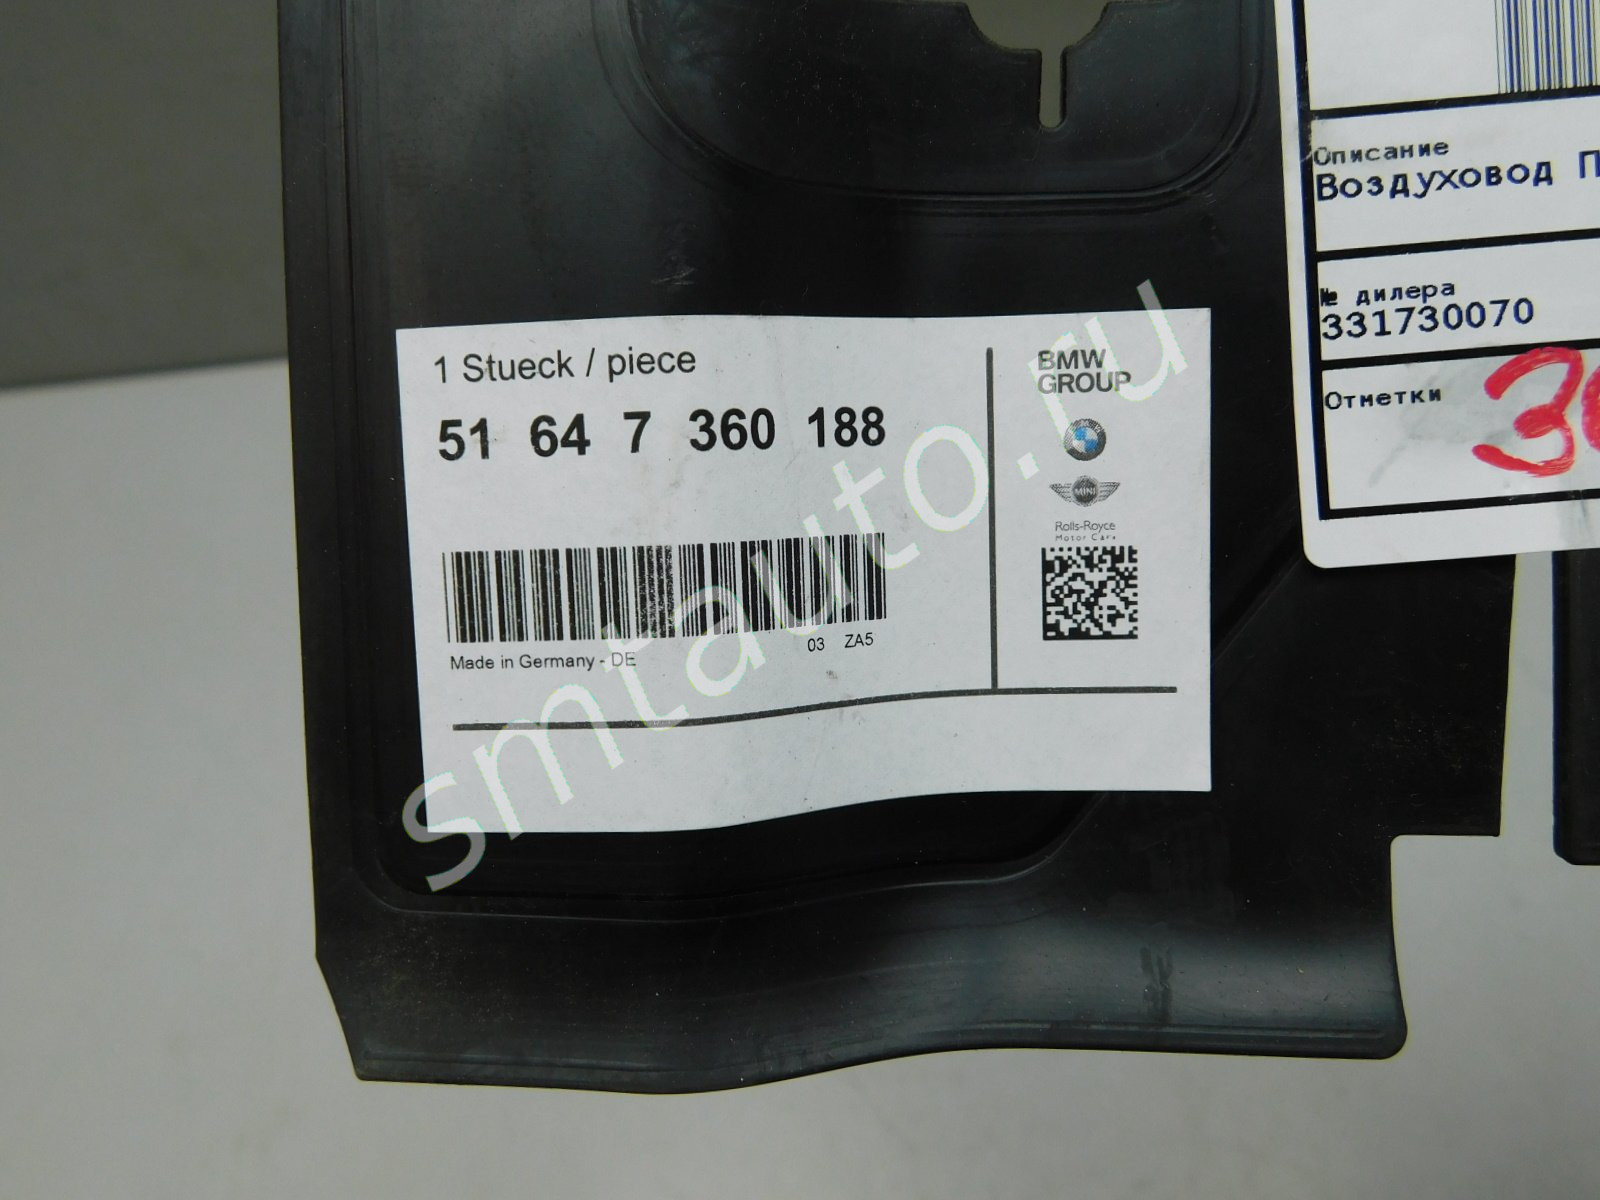 Описание
Воздуховод П
№ дилера
331730070
Отметки
1 Stueck / piece
51 64 7 360 188
Made in Germany - DE
03 ZA5
BMW
GROUP
MINI
Rolls-Royce
Motor Cars
smtauto.ru